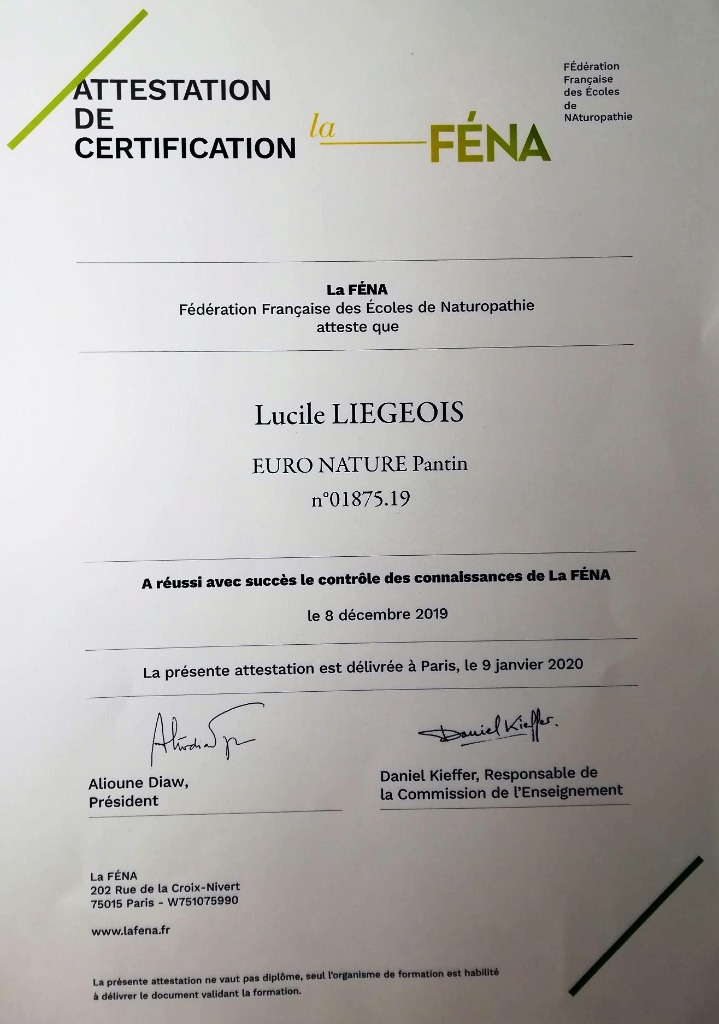 ATTESTATION
DE
CERTIFICATION
la FÉNA
FÉdération
Française
des Écoles
de
NAturopathie
La FÉNA
Fédération Française des Écoles de Naturopathie
atteste que
Lucile LIEGEOIS
EURO NATURE Pantin
n°01875.19
A réussi avec succès le contrôle des connaissances de La FÉNA
le 8 décembre 2019
La présente attestation est délivrée à Paris, le 9 janvier 2020
Daniel Kieffer.
Alioune Diaw,
Président
Daniel Kieffer, Responsable de
la Commission de l'Enseignement
La FÉNA
202 Rue de la Croix-Nivert
75015 Paris - W751075990
www.lafena.fr
La présente attestation ne vaut pas diplôme, seul l'organisme de formation est habilité
à délivrer le document validant la formation.